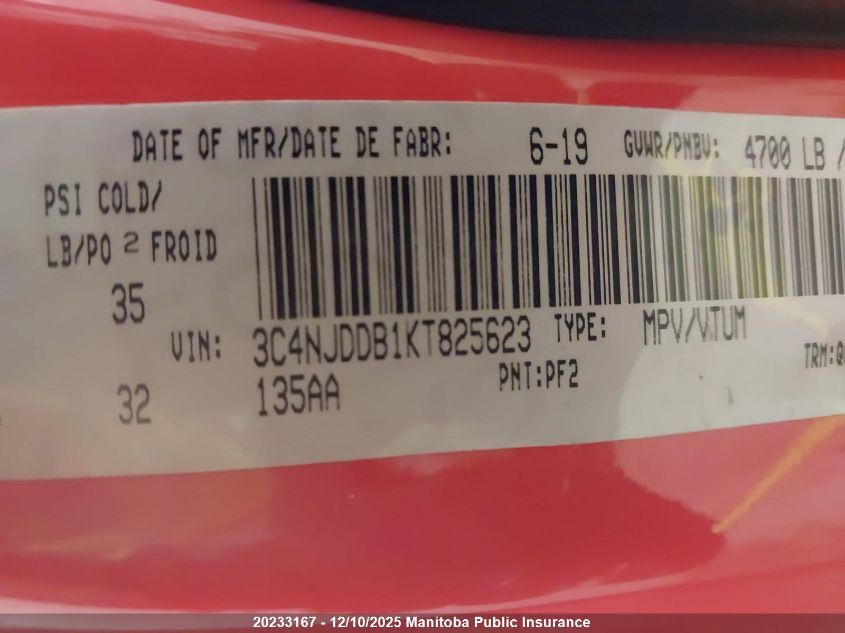 DATE OF MFR/DATE DE FABR: 6-19 GVWR/PNBV: 4700 LB /
PSI COLD/
LB/PO 2 FROID
35
VIN: 3C4NJDDB1KT825623 TYPE: MPV/VTUM
32 135AA PNT:PF2 TRM:Q
20233167 - 12/10/2025 Manitoba Public Insurance